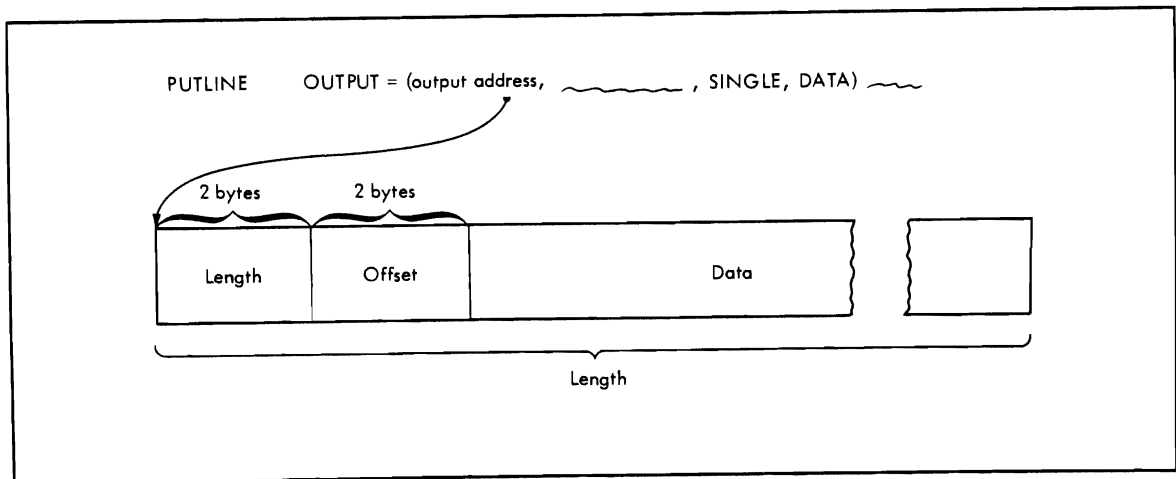 PUTLINE OUTPUT = (output address, , SINGLE, DATA)
2 bytes 2 bytes
Length Offset Data
Length